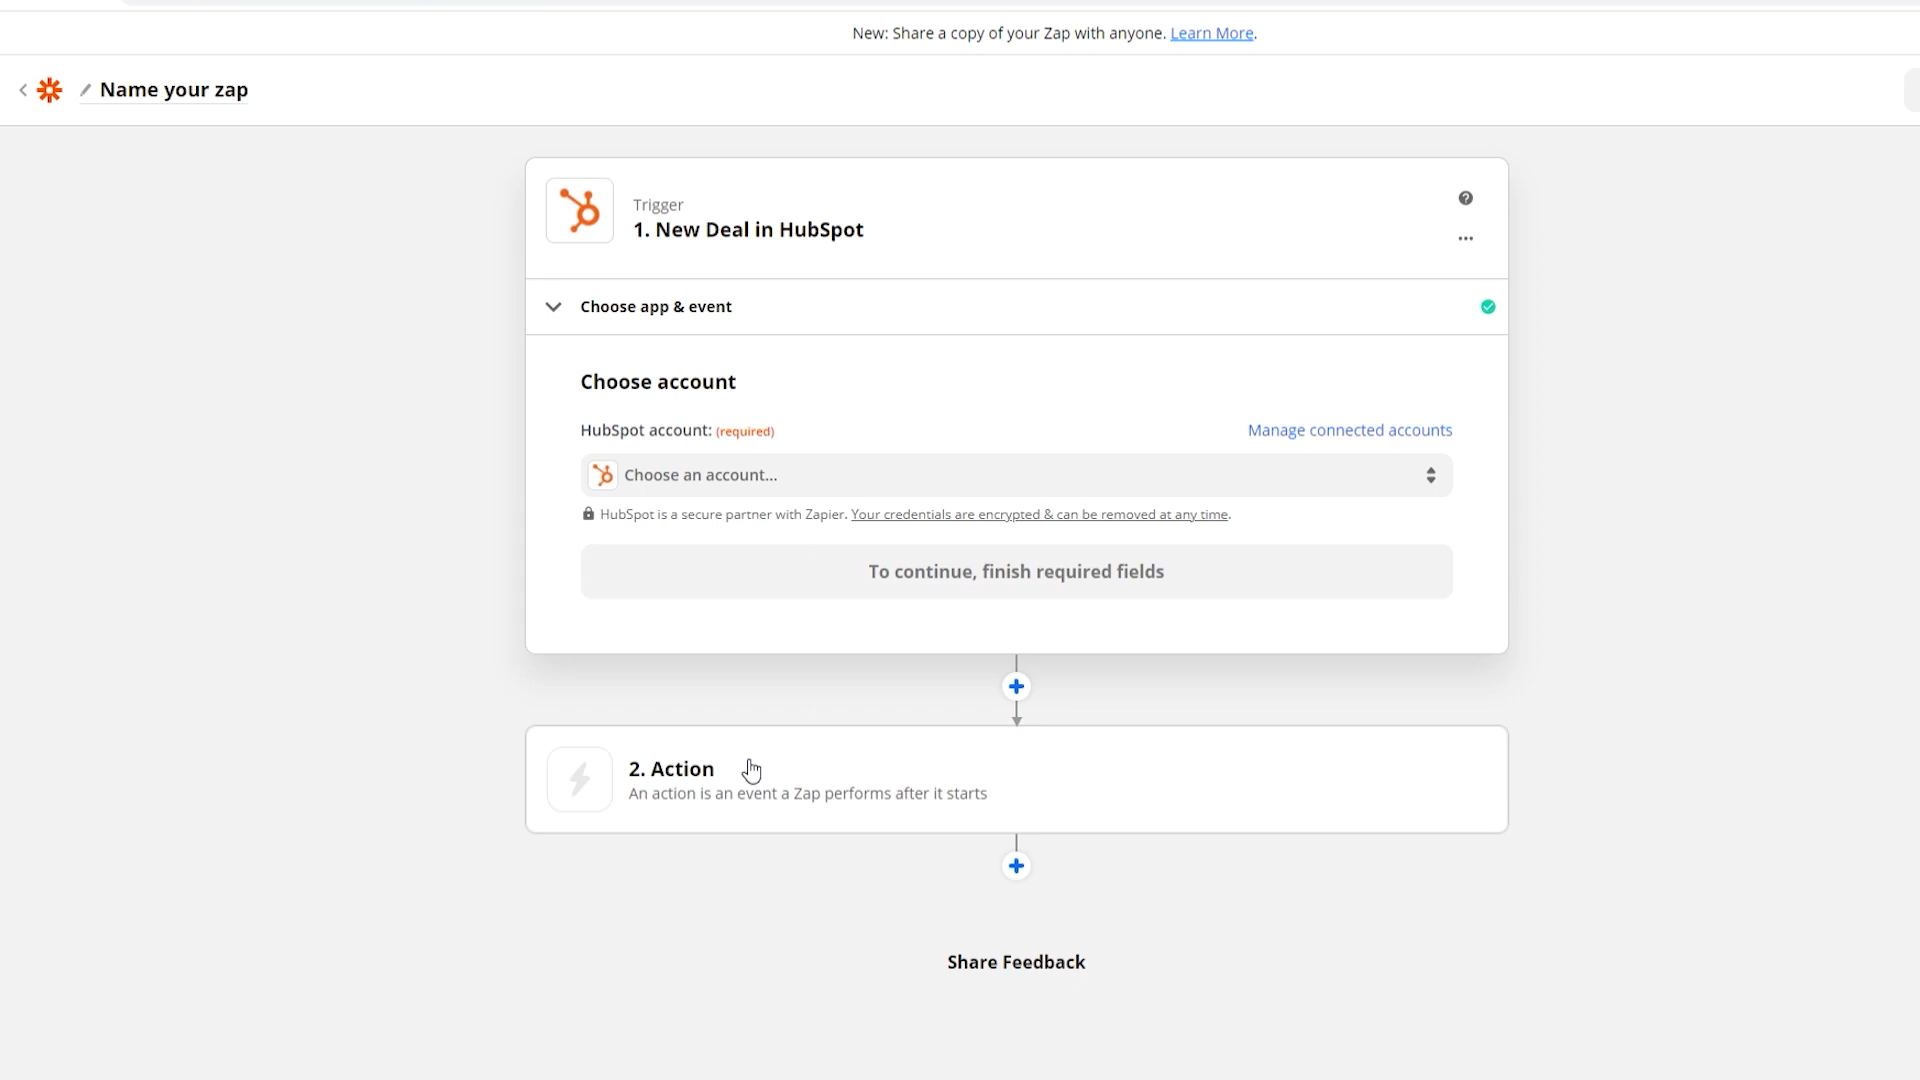 New: Share a copy of your Zap with anyone. Learn More.
Name your zap
Trigger
1. New Deal in HubSpot
Choose app & event
Choose account
HubSpot account: (required)
Manage connected accounts
Choose an account...
HubSpot is a secure partner with Zapier. Your credentials are encrypted & can be removed at any time.
To continue, finish required fields
2. Action
An action is an event a Zap performs after it starts
Share Feedback